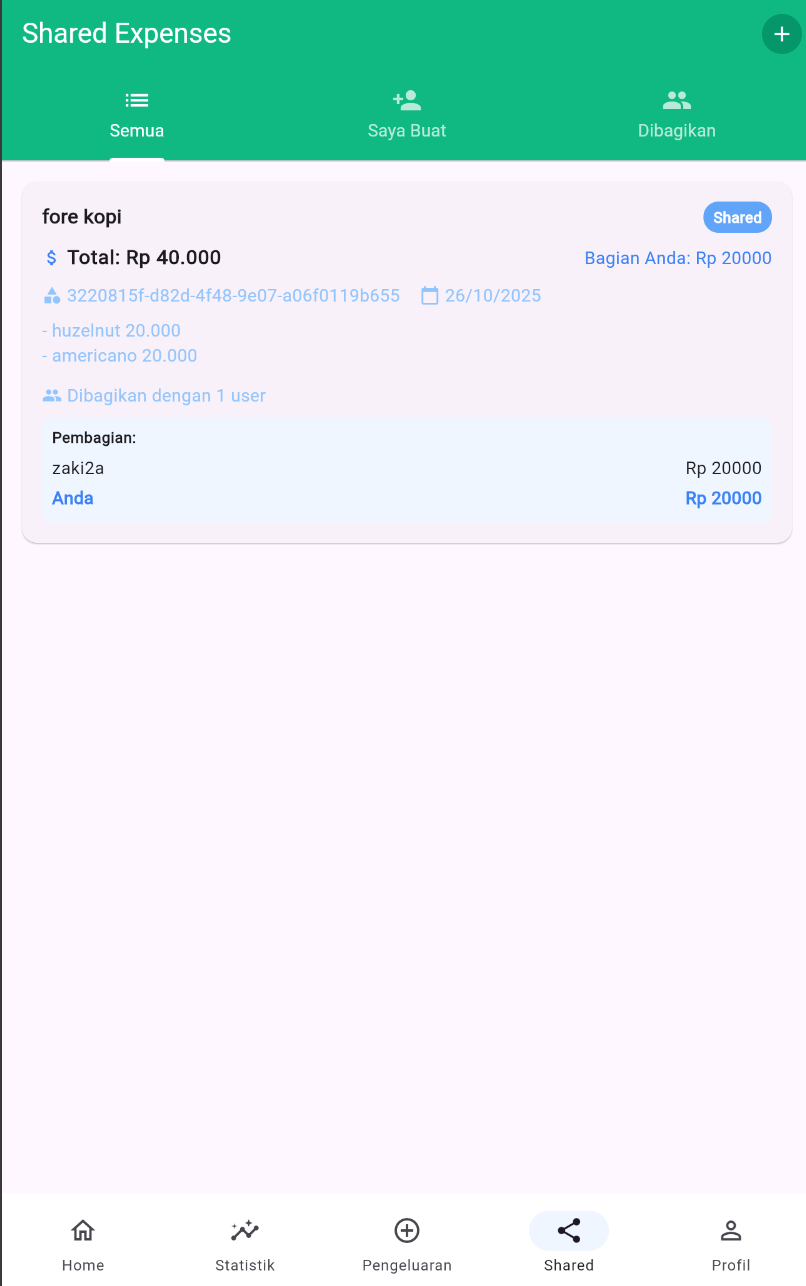 Shared Expenses
+
Semua
Saya Buat
Dibagikan
fore kopi
Shared
$ Total: Rp 40.000
Bagian Anda: Rp 20000
3220815f-d82d-4f48-9e07-a06f0119b655
26/10/2025
- huzelnut 20.000
- americano 20.000
Dibagikan dengan 1 user
Pembagian:
zaki2a
Rp 20000
Anda
Rp 20000
Home
Statistik
Pengeluaran
Shared
Profil